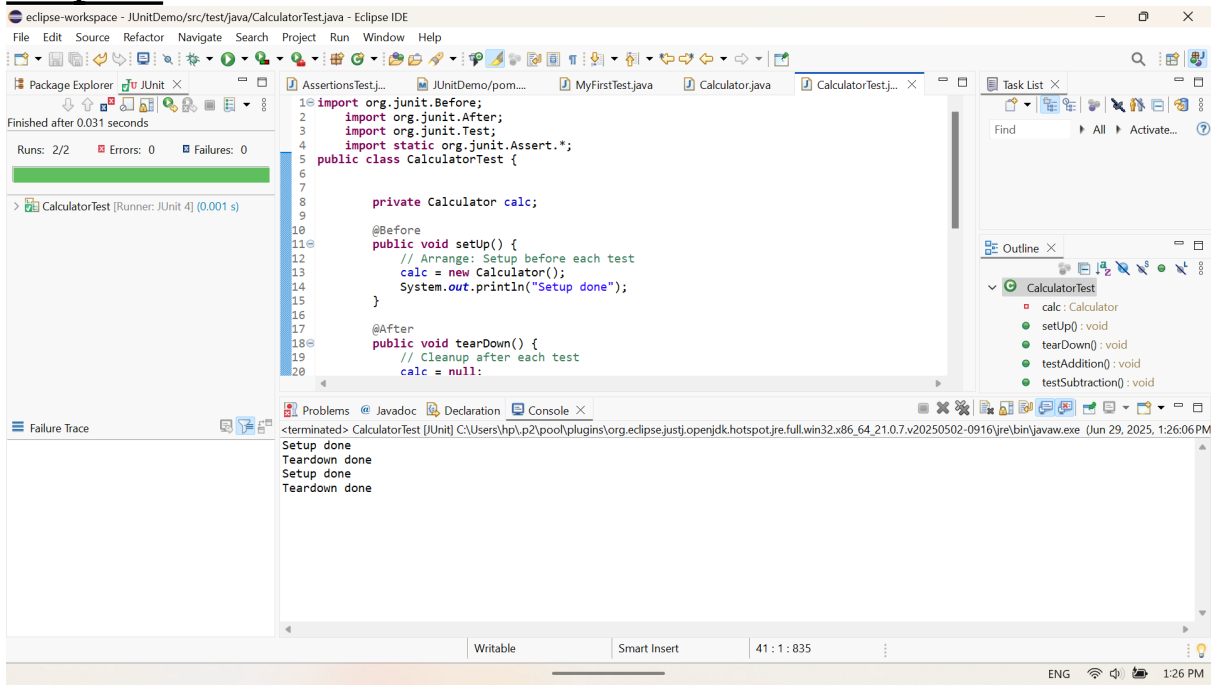 eclipse-workspace - JUnitDemo/src/test/java/CalculatorTest.java - Eclipse IDE
File Edit Source Refactor Navigate Search Project Run Window Help
Package Explorer JUnit
Finished after 0.031 seconds
Runs: 2/2 Errors: 0 Failures: 0
CalculatorTest [Runner: JUnit 4] (0.001 s)
Failure Trace
AssertionsTest.j... JUnitDemo/pom.... MyFirstTest.java Calculator.java CalculatorTest.j...
1 import org.junit.Before;
2 import org.junit.After;
3 import org.junit.Test;
4 import static org.junit.Assert.*;
5 public class CalculatorTest {
6
7
8 private Calculator calc;
9
10 @Before
11 public void setUp() {
12 // Arrange: Setup before each test
13 calc = new Calculator();
14 System.out.println("Setup done");
15 }
16
17 @After
18 public void tearDown() {
19 // Cleanup after each test
20 calc = null;
Task List
Find All Activate...
Outline
CalculatorTest
calc : Calculator
setUp() : void
tearDown() : void
testAddition() : void
testSubtraction() : void
Problems Javadoc Declaration Console
<terminated> CalculatorTest [JUnit] C:\Users\hp\.p2\pool\plugins\org.eclipse.justj.openjdk.hotspot.jre.full.win32.x86_64_21.0.7.v20250502-0916\jre\bin\javaw.exe (Jun 29, 2025, 1:26:06 PM
Setup done
Teardown done
Setup done
Teardown done
Writable Smart Insert 41 : 1 : 835
ENG 1:26 PM